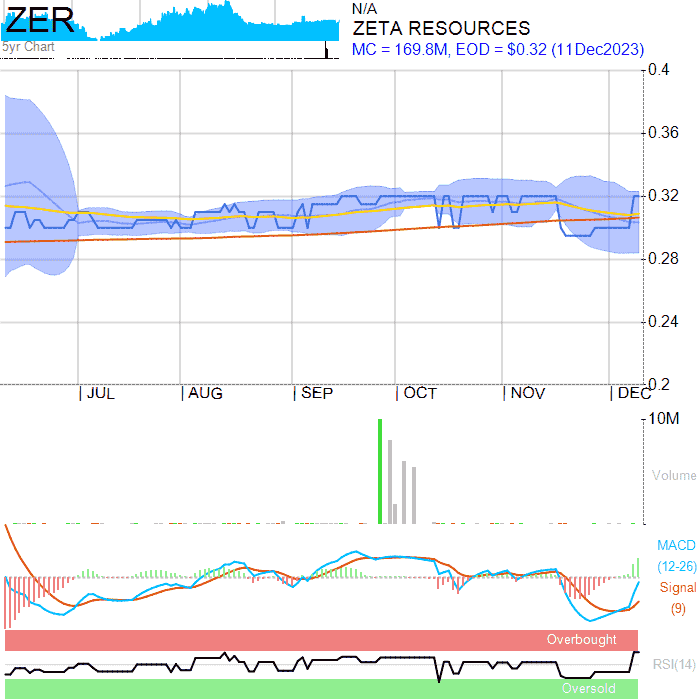 ZER
5yr Chart
N/A
ZETA RESOURCES
MC = 169.8M, EOD = $0.32 (11Dec2023)
0.4
0.36
0.32
0.28
0.24
0.2
JUL AUG SEP OCT NOV DEC
10M
Volume
MACD
(12-26)
Signal
(9)
Overbought
RSI(14)
Oversold